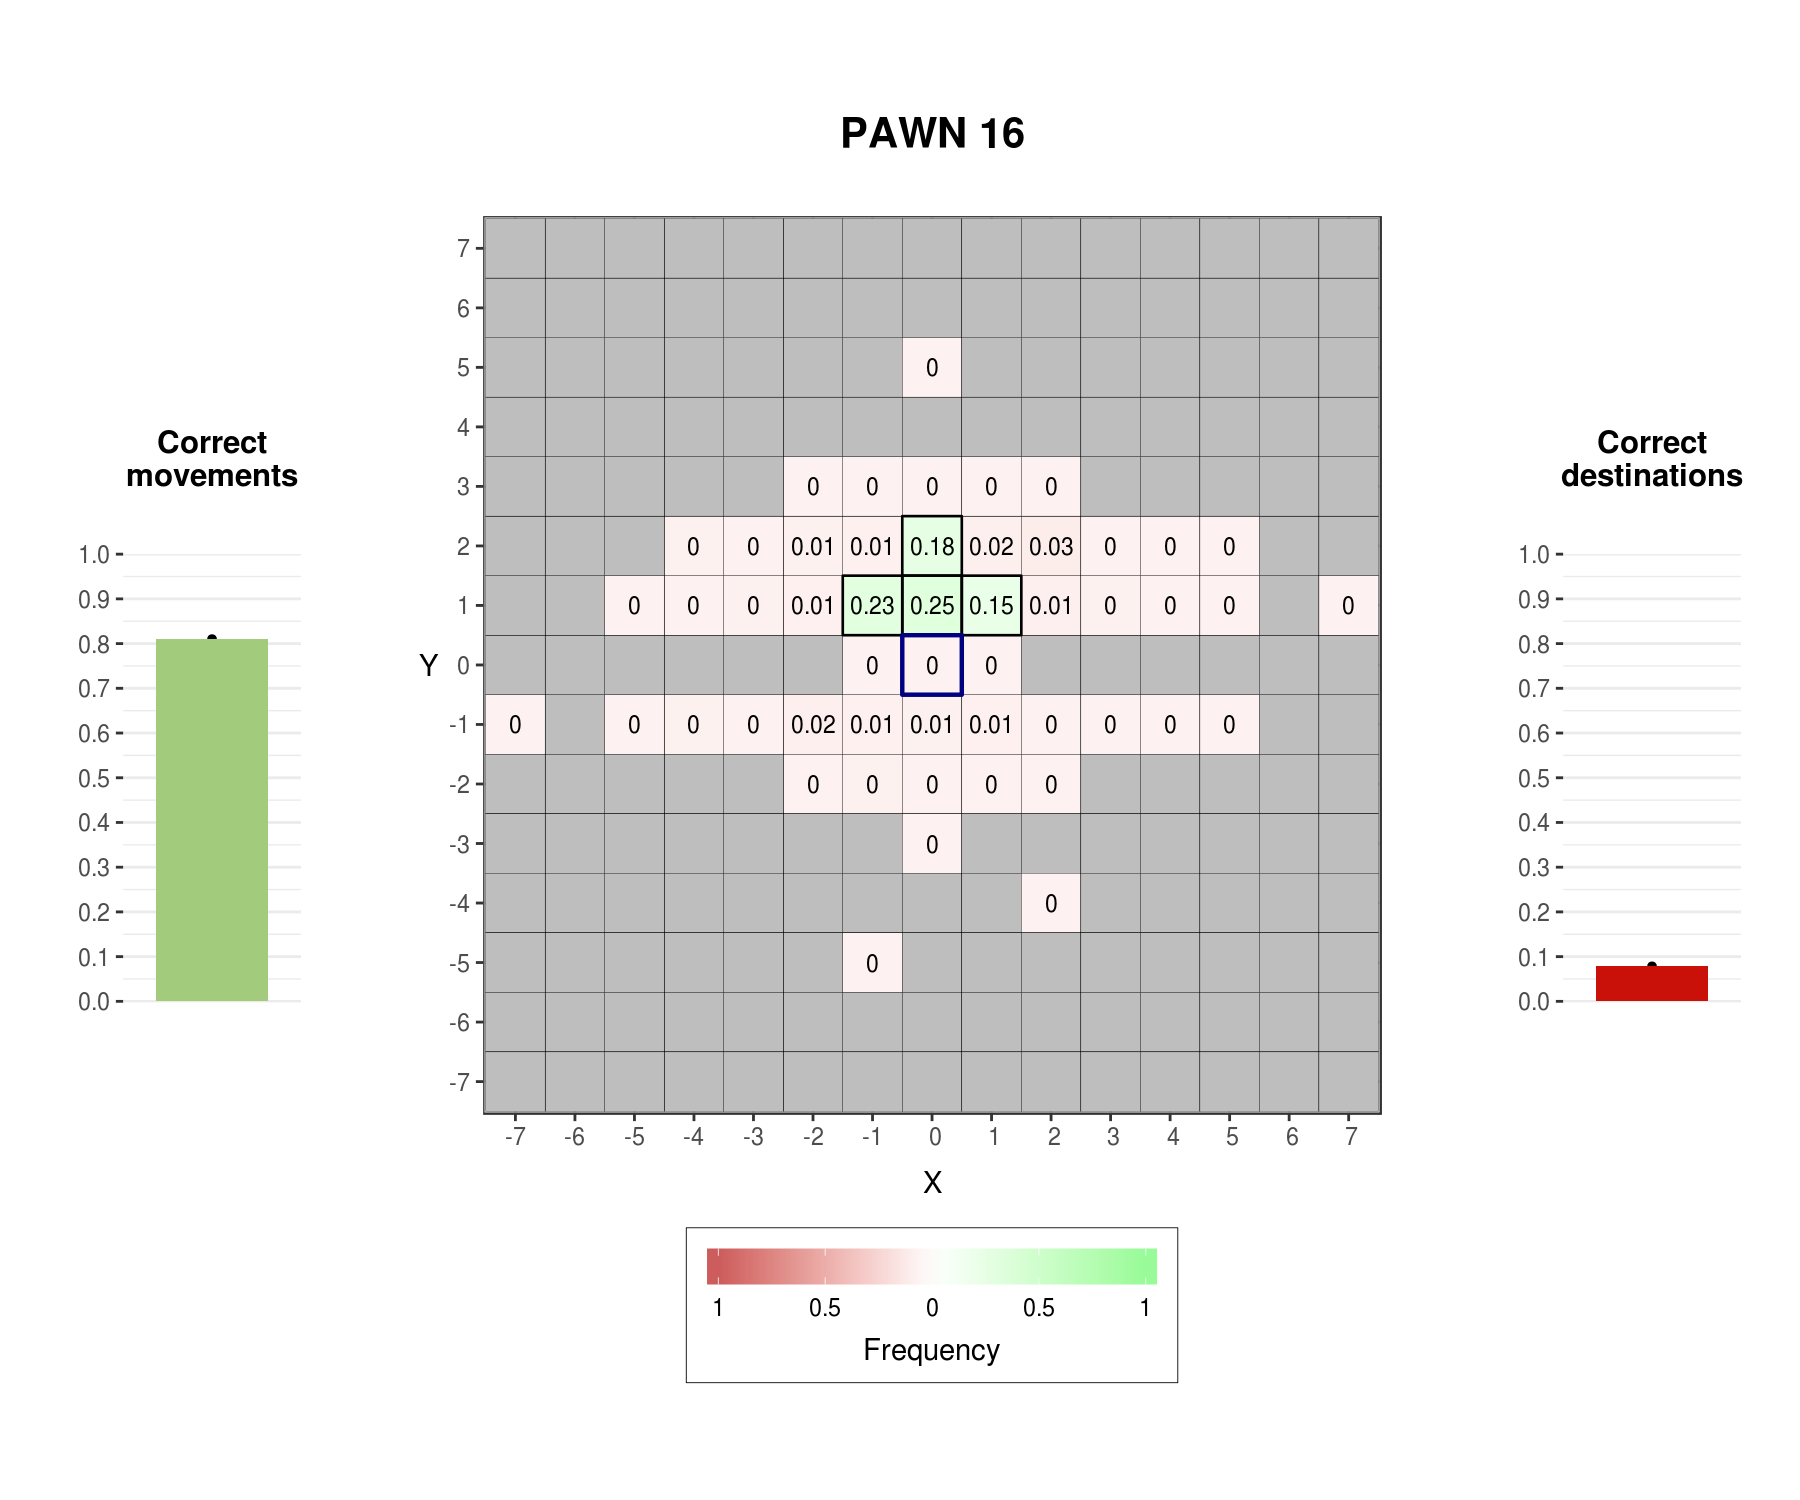 PAWN 16
Correct
movements
1.0
0.9
0.8
0.7
0.6
0.5
0.4
0.3
0.2
0.1
0.0
Y
7
6
5 0
4
3 0 0 0 0 0
2 0 0 0.01 0.01 0.18 0.02 0.03 0 0 0
1 0 0 0 0.01 0.23 0.25 0.15 0.01 0 0 0 0
0 0 0 0
-1 0 0 0 0 0.02 0.01 0.01 0.01 0 0 0 0
-2 0 0 0 0 0
-3 0
-4 0
-5 0
-6
-7
-7 -6 -5 -4 -3 -2 -1 0 1 2 3 4 5 6 7
X
1 0.5 0 0.5 1
Frequency
Correct
destinations
1.0
0.9
0.8
0.7
0.6
0.5
0.4
0.3
0.2
0.1
0.0